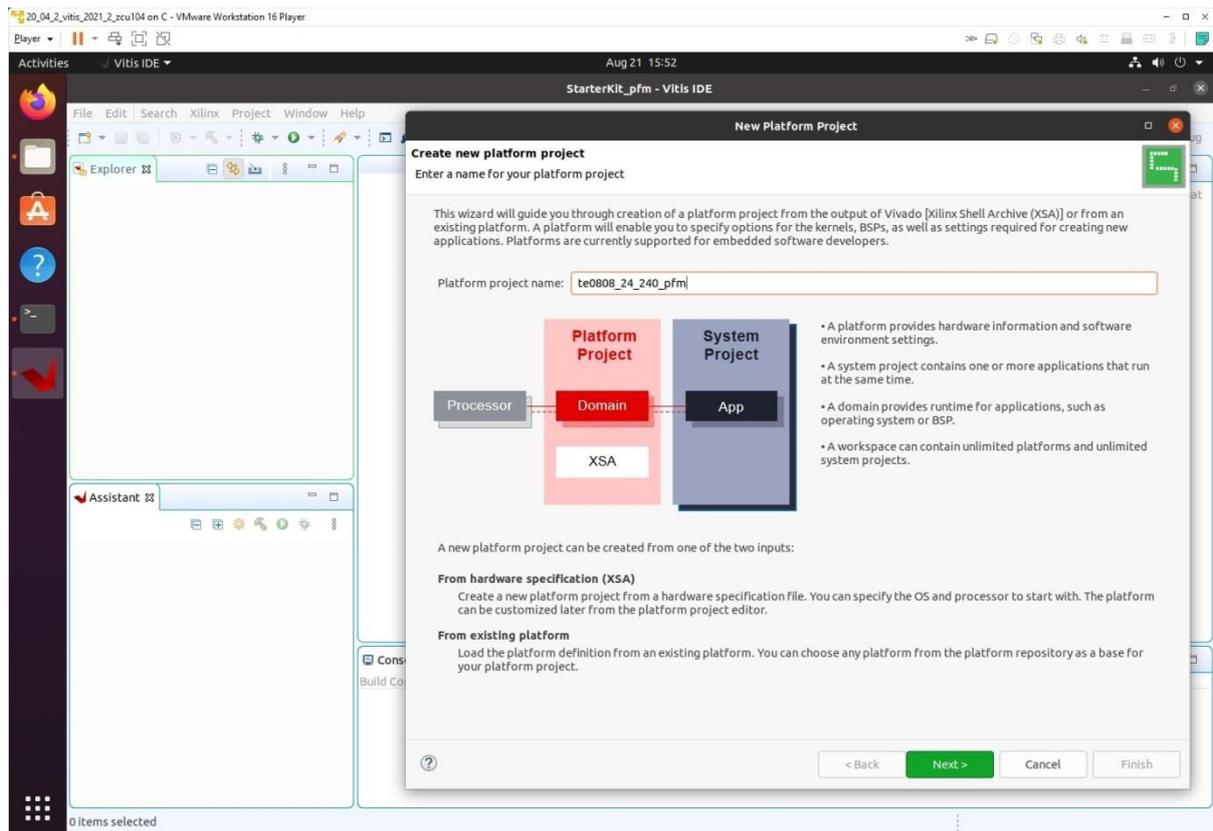 20_04_2_vitis_2021_2_zcu104 on C - VMware Workstation 16 Player
Player
Activities
Vitis IDE
Aug 21 15:52
StarterKit_pfm - Vitis IDE
File Edit Search Xilinx Project Window Help
New Platform Project
Create new platform project
Enter a name for your platform project
Explorer
This wizard will guide you through creation of a platform project from the output of Vivado [Xilinx Shell Archive (XSA)] or from an
existing platform. A platform will enable you to specify options for the kernels, BSPs, as well as settings required for creating new
applications. Platforms are currently supported for embedded software developers.
Platform project name: te0808_24_240_pfm
Platform
Project
System
Project
Processor
Domain
App
XSA
• A platform provides hardware information and software
environment settings.
• A system project contains one or more applications that run
at the same time.
• A domain provides runtime for applications, such as
operating system or BSP.
• A workspace can contain unlimited platforms and unlimited
system projects.
Assistant
A new platform project can be created from one of the two inputs:
From hardware specification (XSA)
Create a new platform project from a hardware specification file. You can specify the OS and processor to start with. The platform
can be customized later from the platform project editor.
From existing platform
Load the platform definition from an existing platform. You can choose any platform from the platform repository as a base for
your platform project.
Cons
Build Co
< Back
Next >
Cancel
Finish
0 items selected